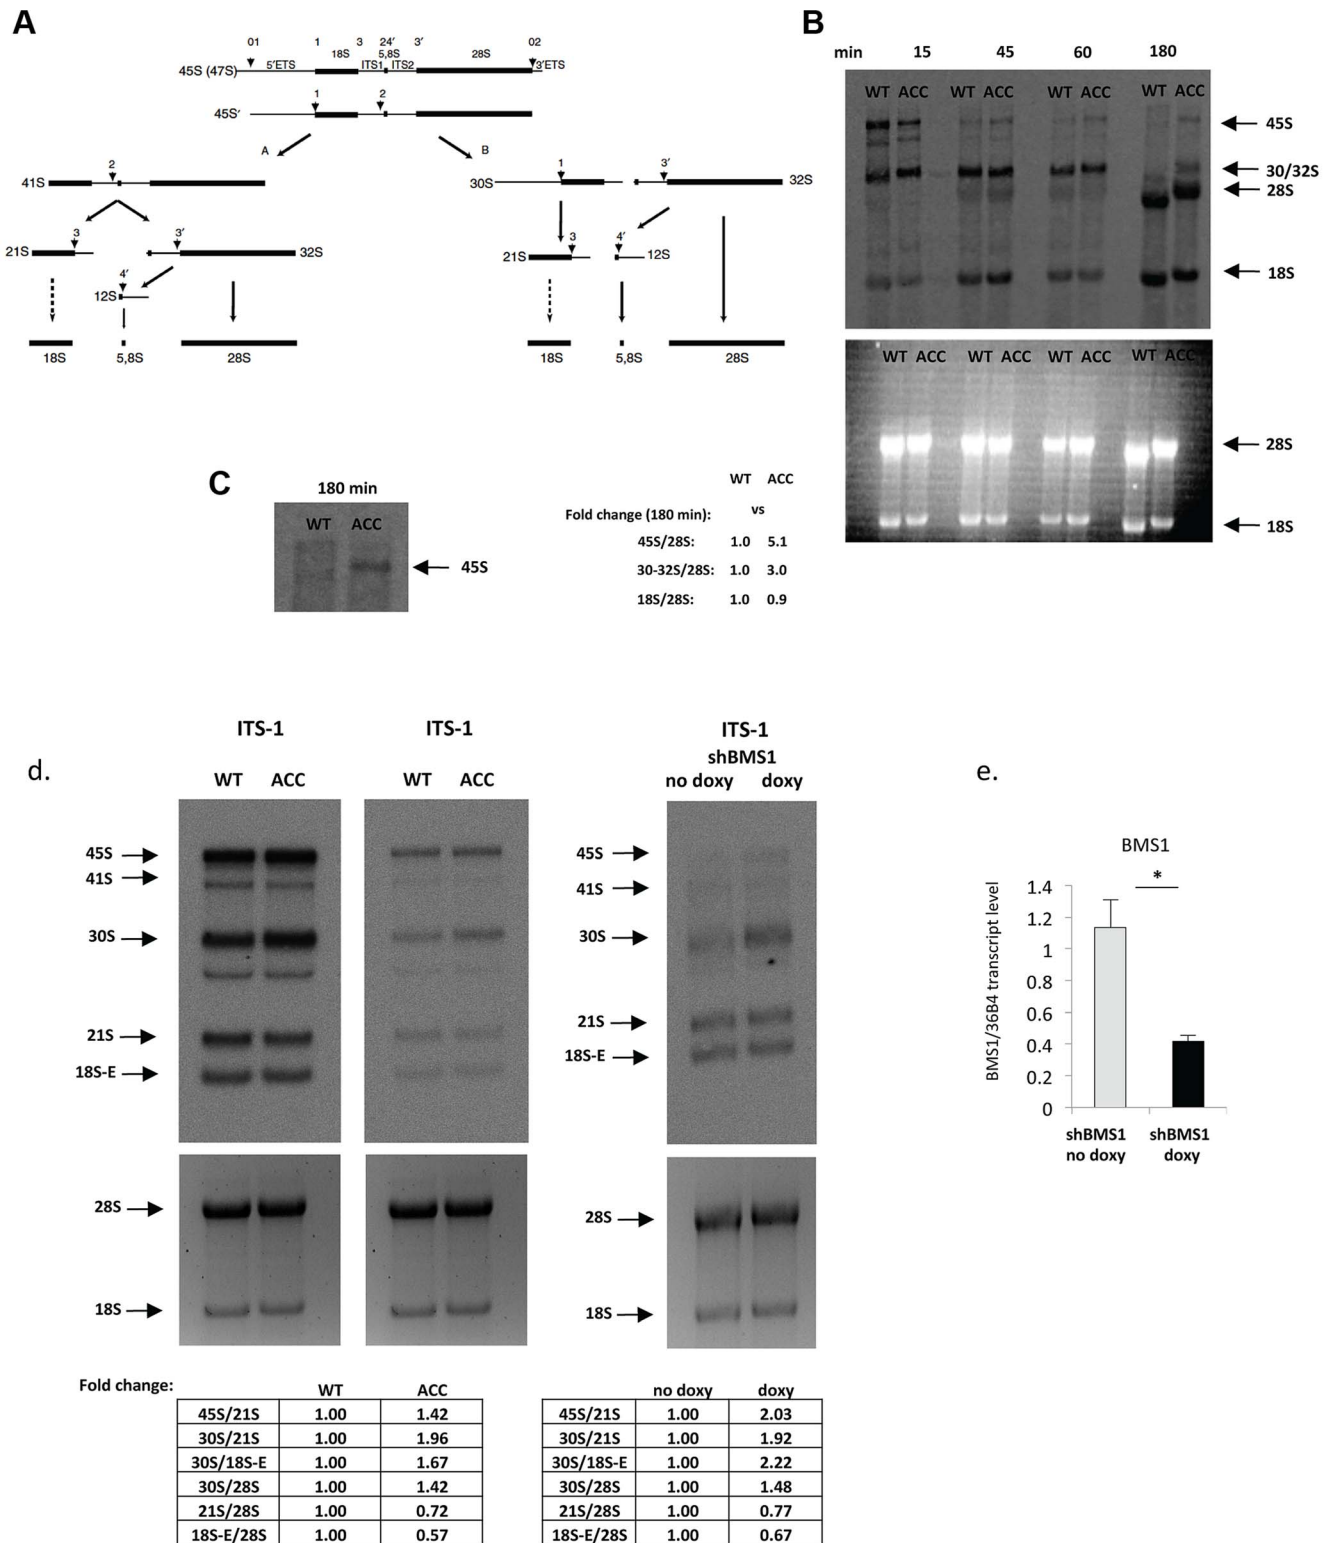 A
01 1 3 24′ 3′ 02
18S 5,8S 28S
45S (47S) 5′ETS ITS1 ITS2 3′ETS
1 2
45S′
A B
2
41S
3 3′
21S 32S
4′
12S
18S 5,8S 28S
1 3′
30S 32S
3 4′
21S 12S
18S 5,8S 28S
B
min 15 45 60 180
WT ACC WT ACC WT ACC WT ACC
45S
30/32S
28S
18S
WT ACC WT ACC WT ACC WT ACC
28S
18S
C
180 min
WT ACC
45S
WT ACC
vs
Fold change (180 min):
45S/28S: 1.0 5.1
30-32S/28S: 1.0 3.0
18S/28S: 1.0 0.9
d.
ITS-1 ITS-1 ITS-1
shBMS1
WT ACC WT ACC no doxy doxy
45S
41S
30S
21S
18S-E
45S
41S
30S
21S
18S-E
28S
18S
28S
18S
Fold change:
WT ACC
45S/21S 1.00 1.42
30S/21S 1.00 1.96
30S/18S-E 1.00 1.67
30S/28S 1.00 1.42
21S/28S 1.00 0.72
18S-E/28S 1.00 0.57
no doxy doxy
45S/21S 1.00 2.03
30S/21S 1.00 1.92
30S/18S-E 1.00 2.22
30S/28S 1.00 1.48
21S/28S 1.00 0.77
18S-E/28S 1.00 0.67
e.
BMS1
*
BMS1/36B4 transcript level
1.4
1.2
1
0.8
0.6
0.4
0.2
0
shBMS1 shBMS1
no doxy doxy